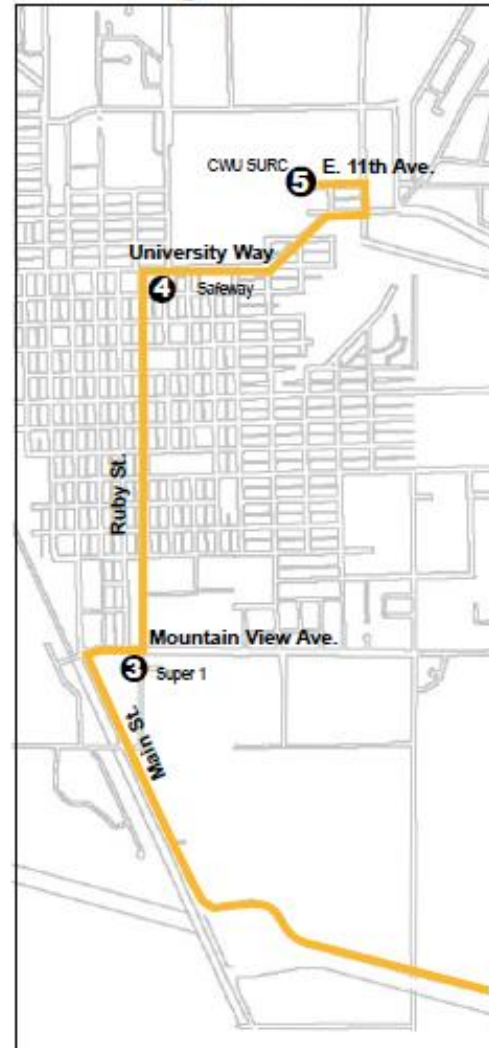 CWU SURC
5
E. 11th Ave.
University Way
4
Safeway
Ruby St.
Mountain View Ave.
3
Super 1
Main St.